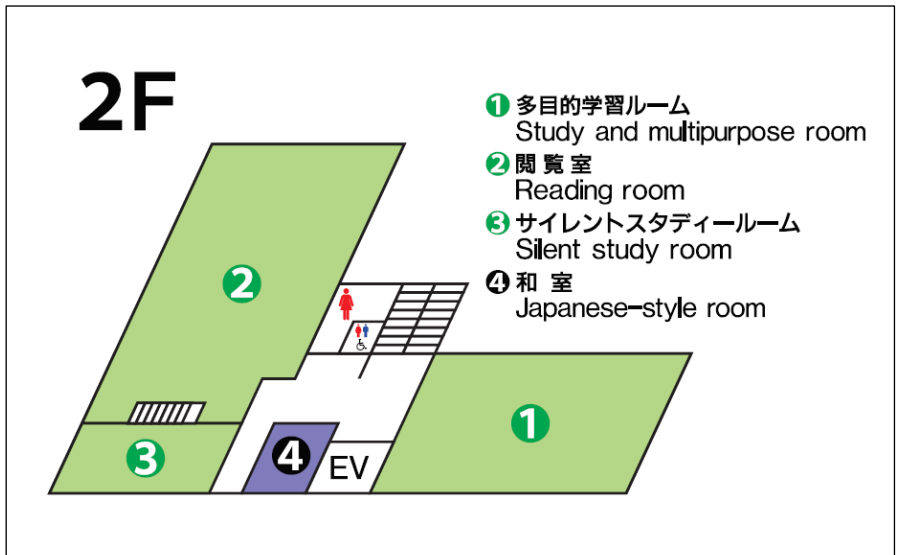 2F
❶ 多目的学習ルーム
Study and multipurpose room
❷ 閲覧室
Reading room
❸ サイレントスタディールーム
Silent study room
❹ 和 室
Japanese-style room
2
1
3
4
EV